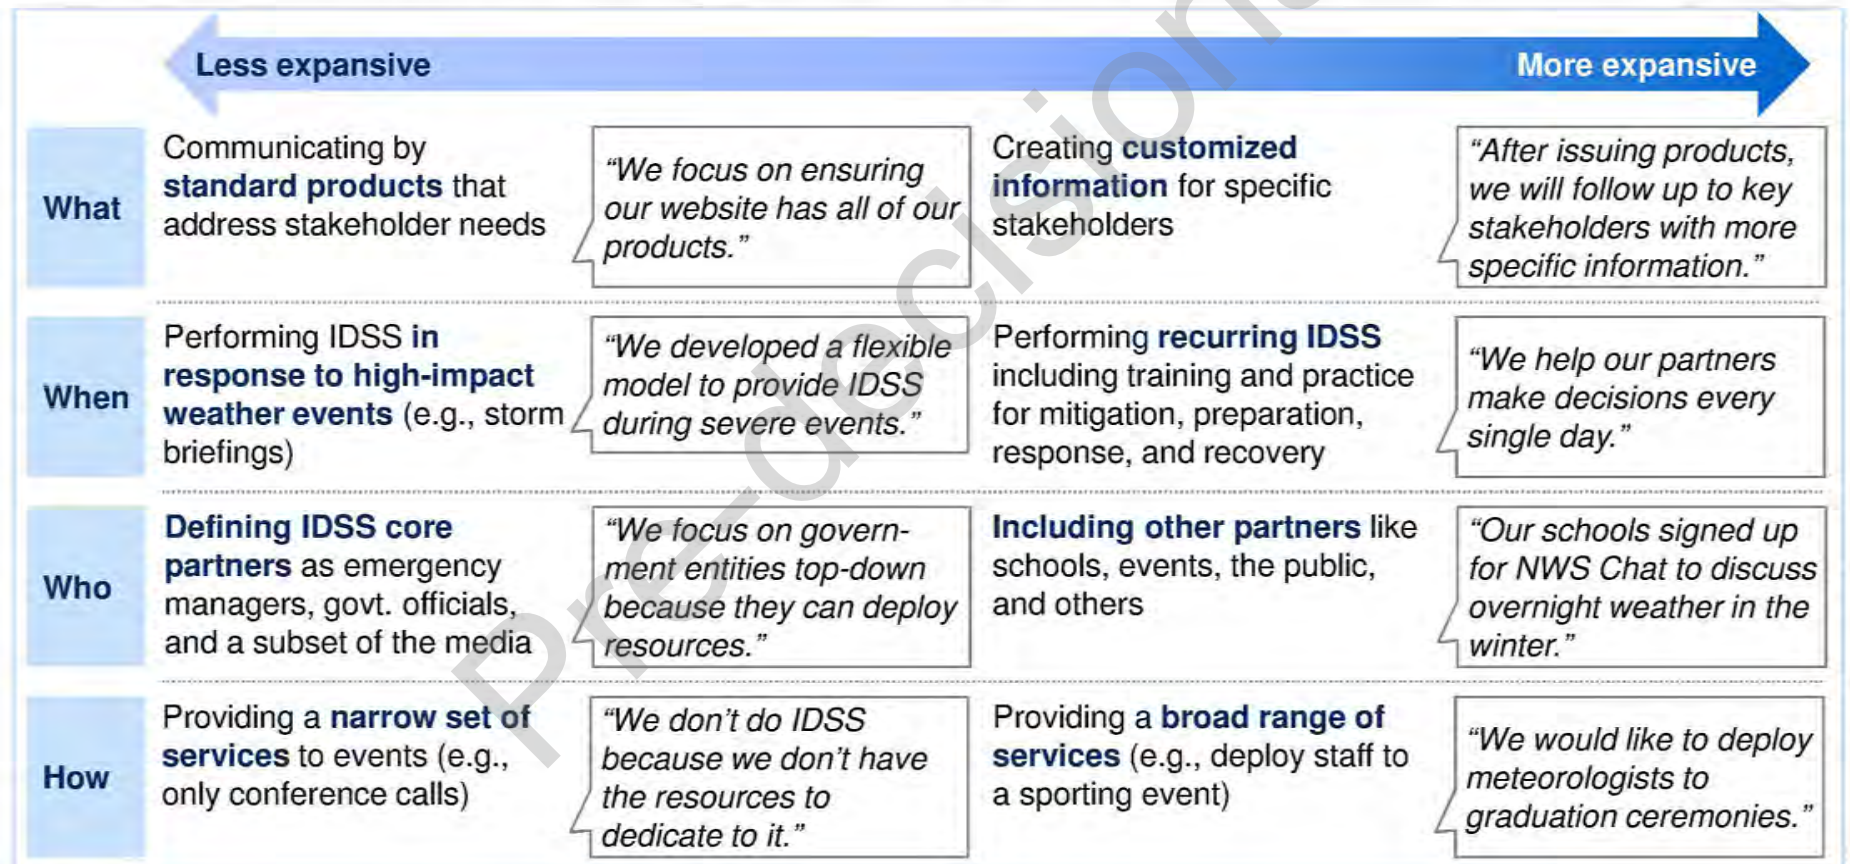 Less expansive
More expansive
What
Communicating by
standard products that
address stakeholder needs
“We focus on ensuring
our website has all of our
products.”
Creating customized
information for specific
stakeholders
“After issuing products,
we will follow up to key
stakeholders with more
specific information.”
When
Performing IDSS in
response to high-impact
weather events (e.g., storm
briefings)
“We developed a flexible
model to provide IDSS
during severe events.”
Performing recurring IDSS
including training and practice
for mitigation, preparation,
response, and recovery
“We help our partners
make decisions every
single day.”
Who
Defining IDSS core
partners as emergency
managers, govt. officials,
and a subset of the media
“We focus on govern-
ment entities top-down
because they can deploy
resources.”
Including other partners like
schools, events, the public,
and others
“Our schools signed up
for NWS Chat to discuss
overnight weather in the
winter.”
How
Providing a narrow set of
services to events (e.g.,
only conference calls)
“We don’t do IDSS
because we don’t have
the resources to
dedicate to it.”
Providing a broad range of
services (e.g., deploy staff to
a sporting event)
“We would like to deploy
meteorologists to
graduation ceremonies.”
Pre-decision